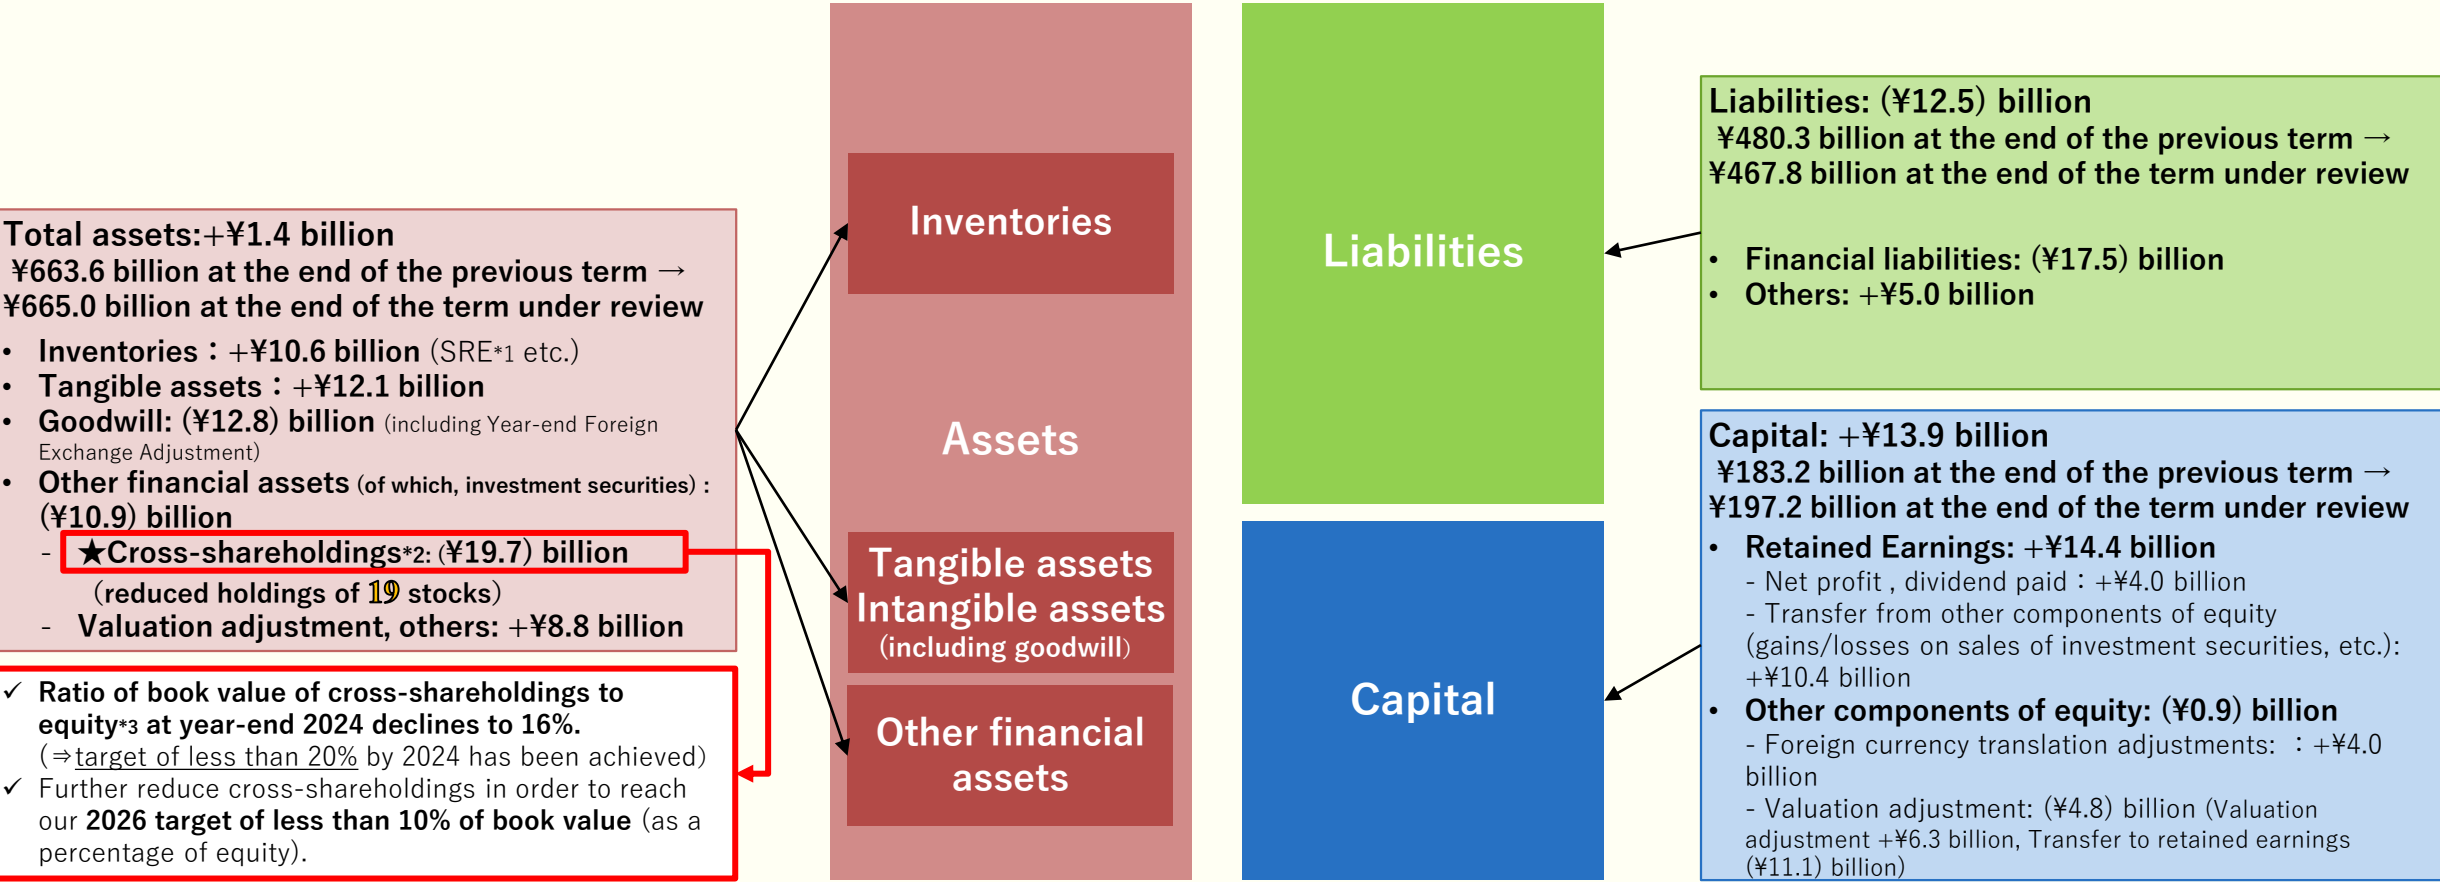 Total assets:+¥1.4 billion
¥663.6 billion at the end of the previous term →
¥665.0 billion at the end of the term under review
• Inventories：+¥10.6 billion (SRE*1 etc.)
• Tangible assets：+¥12.1 billion
• Goodwill: (¥12.8) billion (including Year-end Foreign
Exchange Adjustment)
• Other financial assets (of which, investment securities) :
(¥10.9) billion
- ★Cross-shareholdings*2: (¥19.7) billion
(reduced holdings of 19 stocks)
- Valuation adjustment, others: +¥8.8 billion
✓ Ratio of book value of cross-shareholdings to
equity*3 at year-end 2024 declines to 16%.
(⇒target of less than 20% by 2024 has been achieved)
✓ Further reduce cross-shareholdings in order to reach
our 2026 target of less than 10% of book value (as a
percentage of equity).
Inventories
Assets
Tangible assets
Intangible assets
(including goodwill)
Other financial
assets
Liabilities
Capital
Liabilities: (¥12.5) billion
¥480.3 billion at the end of the previous term →
¥467.8 billion at the end of the term under review
• Financial liabilities: (¥17.5) billion
• Others: +¥5.0 billion
Capital: +¥13.9 billion
¥183.2 billion at the end of the previous term →
¥197.2 billion at the end of the term under review
• Retained Earnings: +¥14.4 billion
- Net profit , dividend paid：+¥4.0 billion
- Transfer from other components of equity
(gains/losses on sales of investment securities, etc.):
+¥10.4 billion
• Other components of equity: (¥0.9) billion
- Foreign currency translation adjustments: ：+¥4.0
billion
- Valuation adjustment: (¥4.8) billion (Valuation
adjustment +¥6.3 billion, Transfer to retained earnings
(¥11.1) billion)